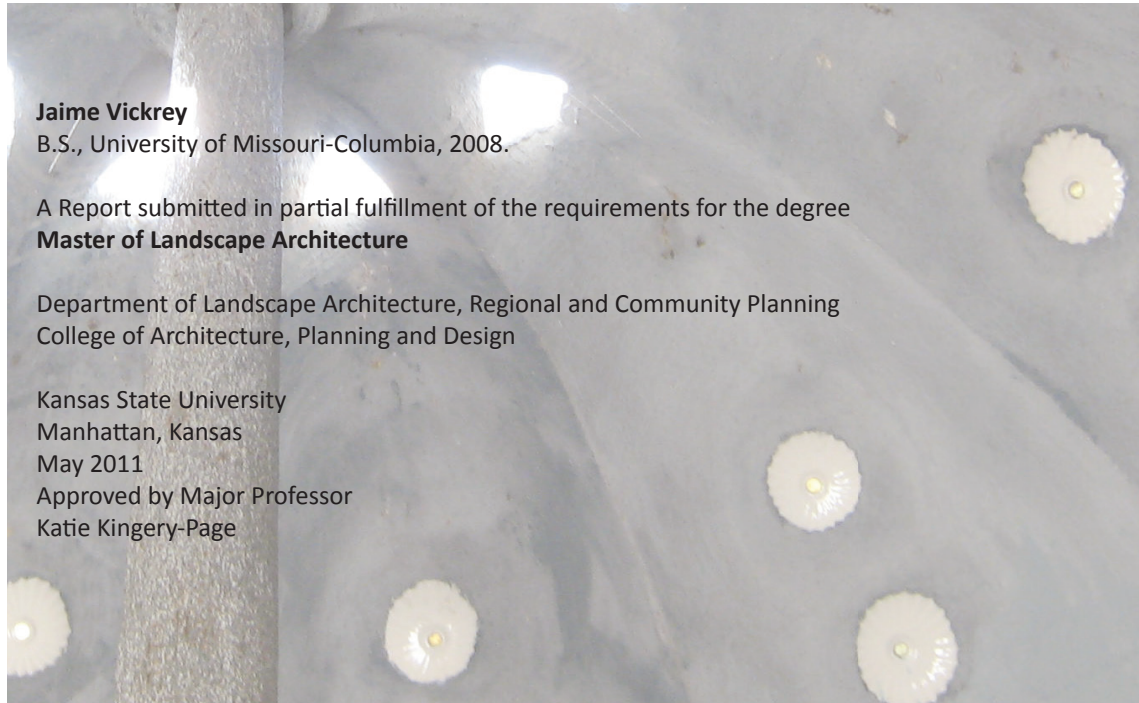 Jaime Vickrey
B.S., University of Missouri-Columbia, 2008.
A Report submitted in partial fulfillment of the requirements for the degree
Master of Landscape Architecture
Department of Landscape Architecture, Regional and Community Planning
College of Architecture, Planning and Design
Kansas State University
Manhattan, Kansas
May 2011
Approved by Major Professor
Katie Kingery-Page